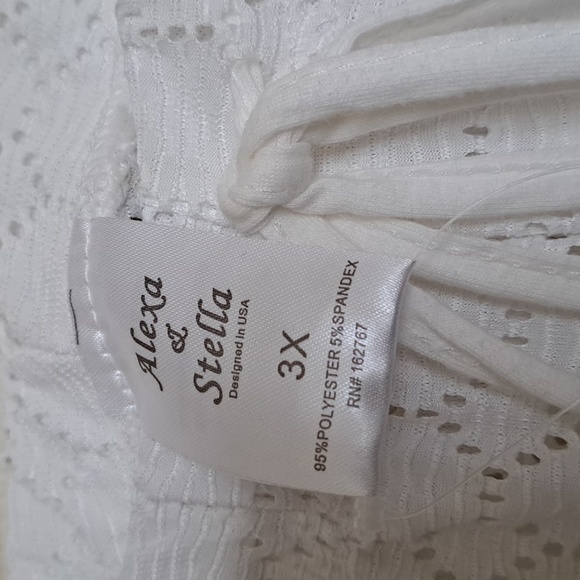 Alexa
&
Stella
Designed in USA
3X
95%POLYESTER 5%SPANDEX
RN# 162767